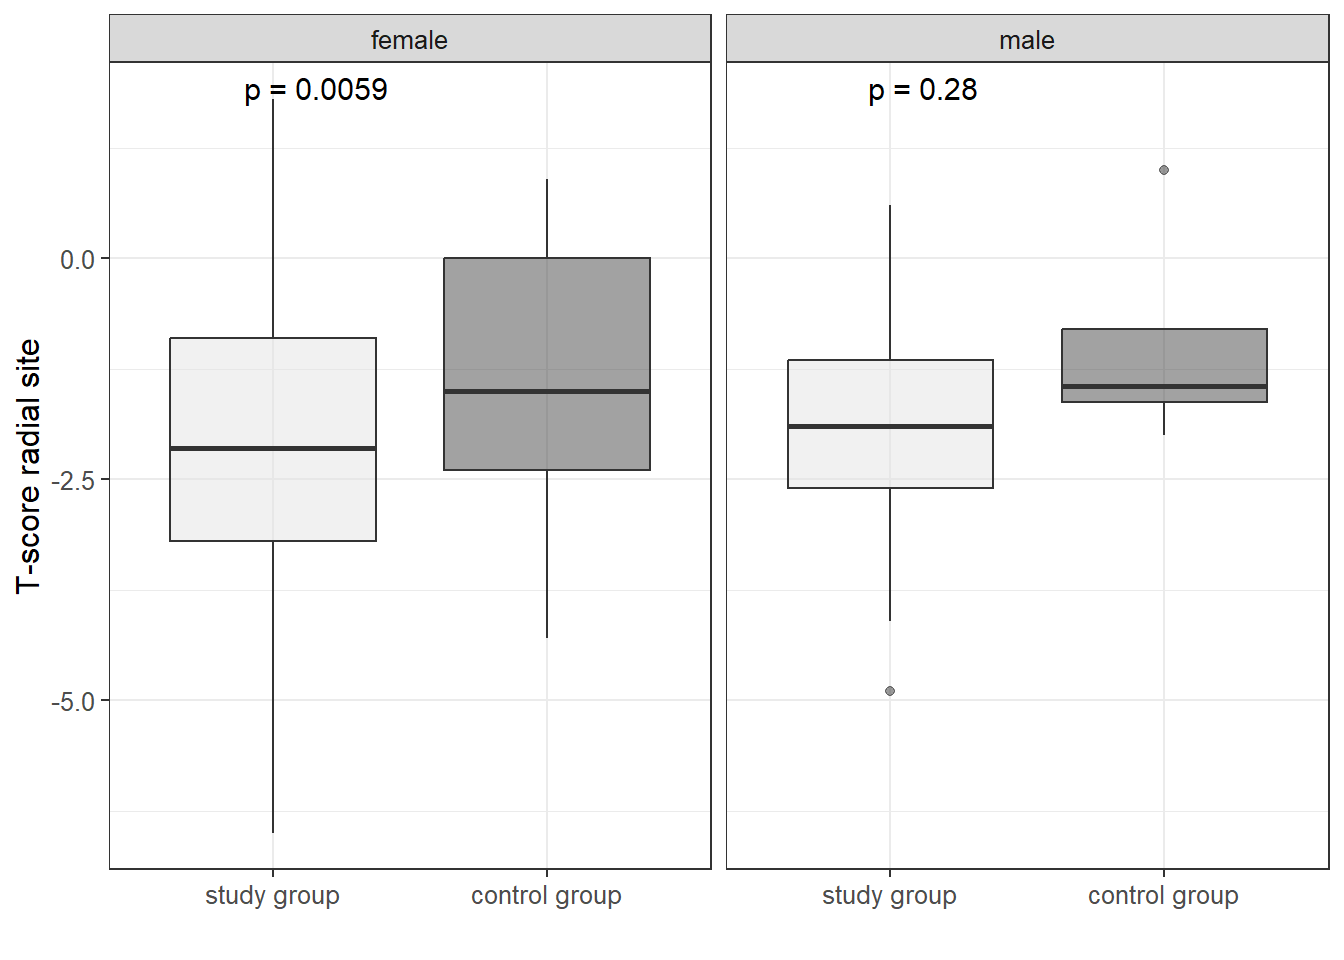 female
male
p = 0.0059
p = 0.28
T-score radial site
0.0
-2.5
-5.0
study group
control group
study group
control group